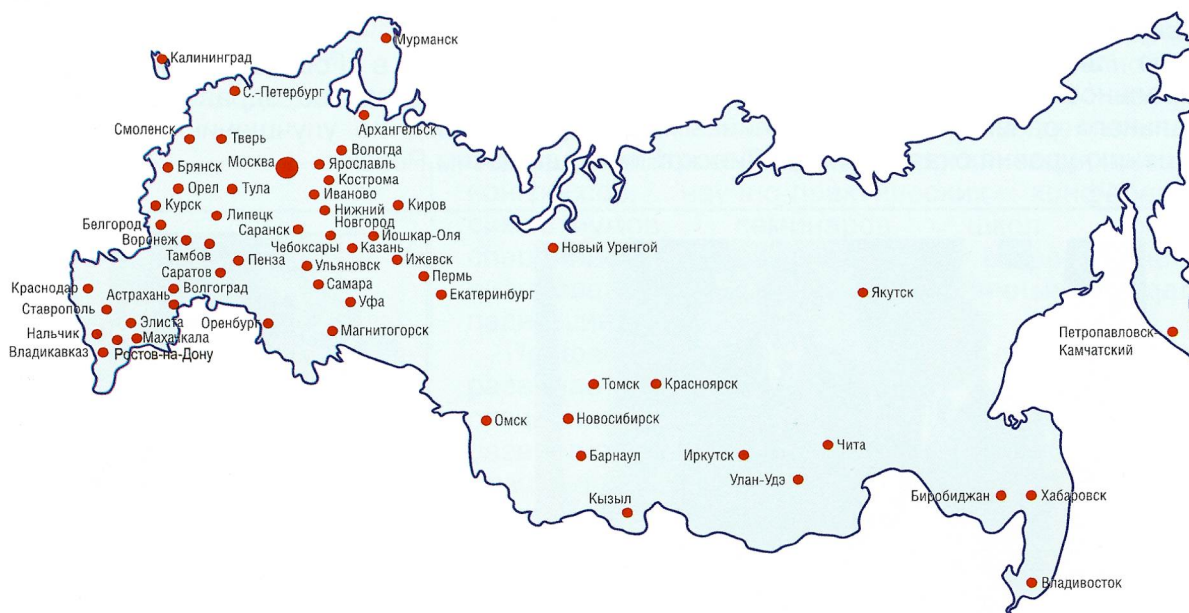 Мурманск
Калининград
С.-Петербург
Архангельск
Смоленск
Тверь
Вологда
Москва
Ярославль
Брянск
Кострома
Орел
Тула
Иваново
Курск
Киров
Нижний
Новгород
Липецк
Белгород
Саранск
Йошкар-Ола
Воронеж
Чебоксары
Казань
Новый Уренгой
Тамбов
Пенза
Ульяновск
Ижевск
Саратов
Пермь
Самара
Краснодар
Волгоград
Астрахань
Екатеринбург
Якутск
Уфа
Ставрополь
Элиста
Оренбург
Магнитогорск
Нальчик
Махачкала
Петропавловск-
Камчатский
Владикавказ
Ростов-на-Дону
Томск
Красноярск
Омск
Новосибирск
Чита
Барнаул
Иркутск
Улан-Удэ
Кызыл
Биробиджан
Хабаровск
Владивосток